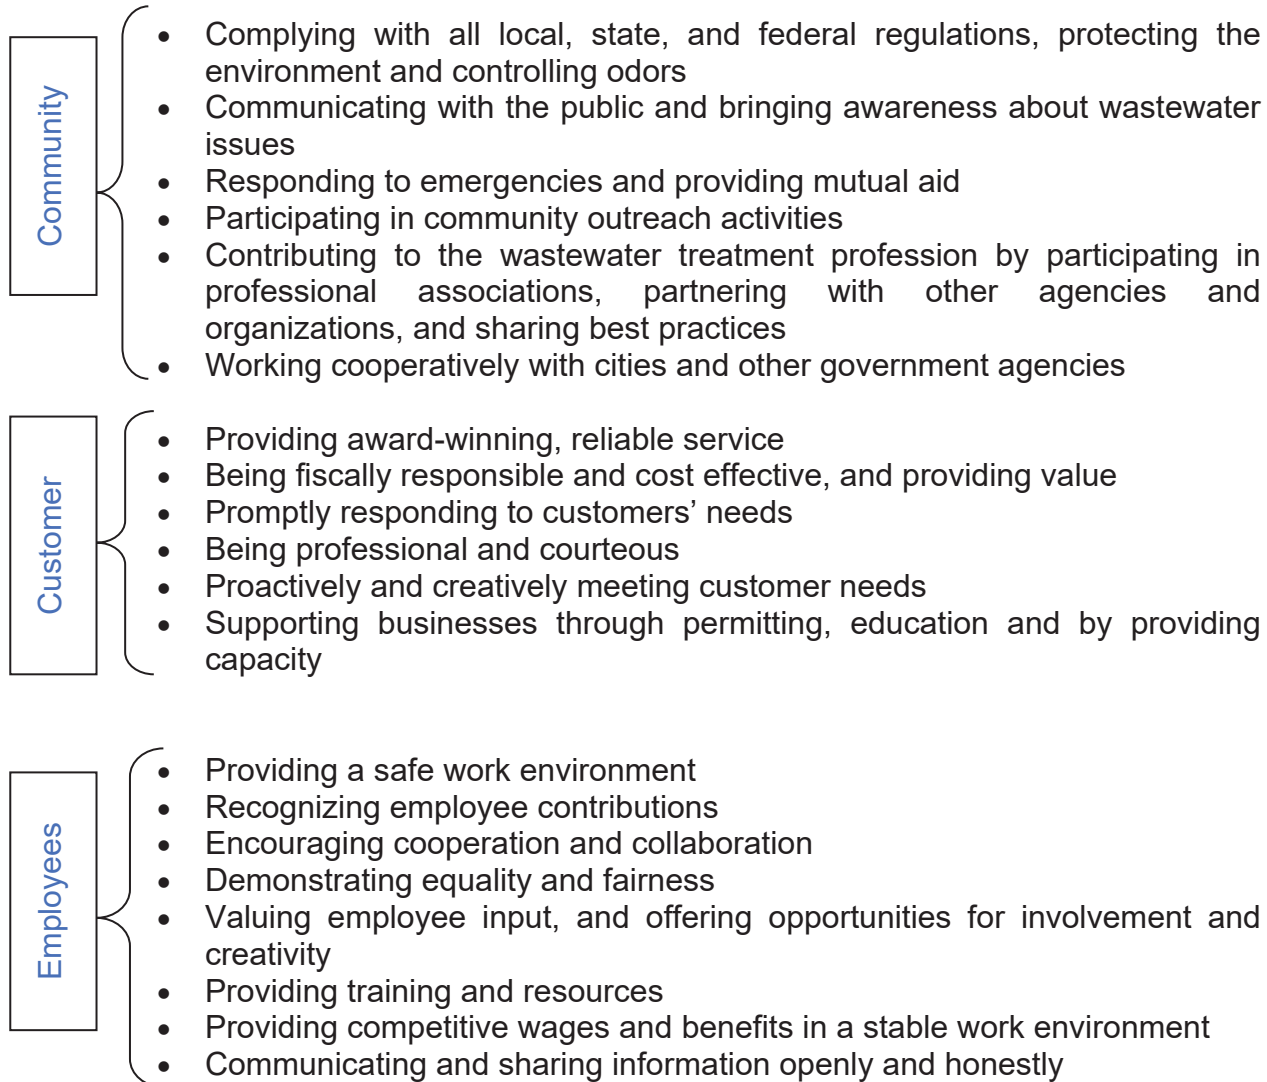 Community
• Complying with all local, state, and federal regulations, protecting the
environment and controlling odors
• Communicating with the public and bringing awareness about wastewater
issues
• Responding to emergencies and providing mutual aid
• Participating in community outreach activities
• Contributing to the wastewater treatment profession by participating in
professional associations, partnering with other agencies and
organizations, and sharing best practices
• Working cooperatively with cities and other government agencies
Customer
• Providing award-winning, reliable service
• Being fiscally responsible and cost effective, and providing value
• Promptly responding to customers’ needs
• Being professional and courteous
• Proactively and creatively meeting customer needs
• Supporting businesses through permitting, education and by providing
capacity
Employees
• Providing a safe work environment
• Recognizing employee contributions
• Encouraging cooperation and collaboration
• Demonstrating equality and fairness
• Valuing employee input, and offering opportunities for involvement and
creativity
• Providing training and resources
• Providing competitive wages and benefits in a stable work environment
• Communicating and sharing information openly and honestly